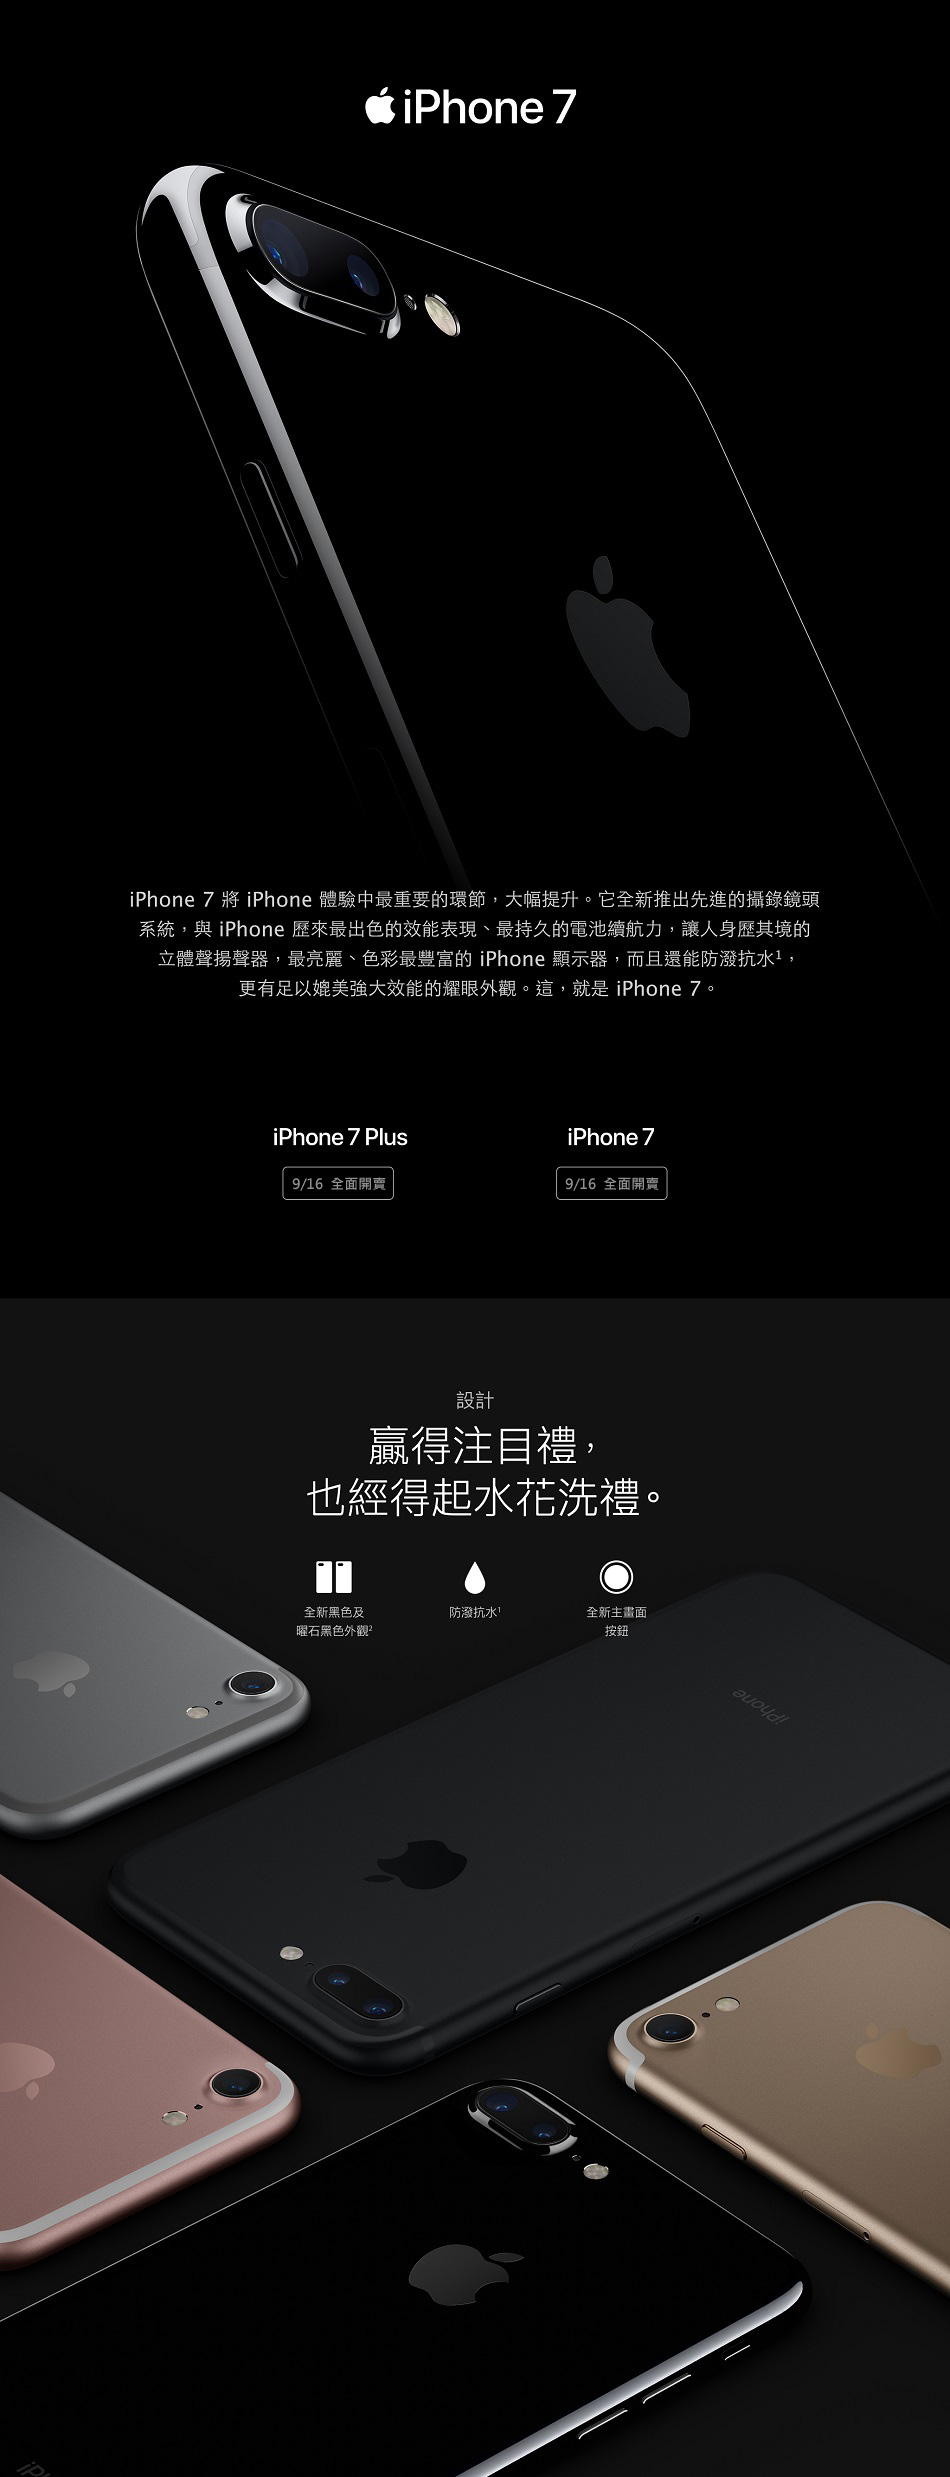 iPhone 7
iPhone 7 將 iPhone 體驗中最重要的環節，大幅提升。它全新推出先進的攝錄鏡頭
系統，與 iPhone 歷來最出色的效能表現、最持久的電池續航力，讓人身歷其境的
立體聲揚聲器，最亮麗、色彩最豐富的 iPhone 顯示器，而且還能防潑抗水¹，
更有足以媲美強大效能的耀眼外觀。這，就是 iPhone 7。
iPhone 7 Plus
9/16 全面開賣
iPhone 7
9/16 全面開賣
設計
贏得注目禮，
也經得起水花洗禮。
全新黑色及
曜石黑色外觀²
防潑抗水¹
全新主畫面
按鈕
iPhone